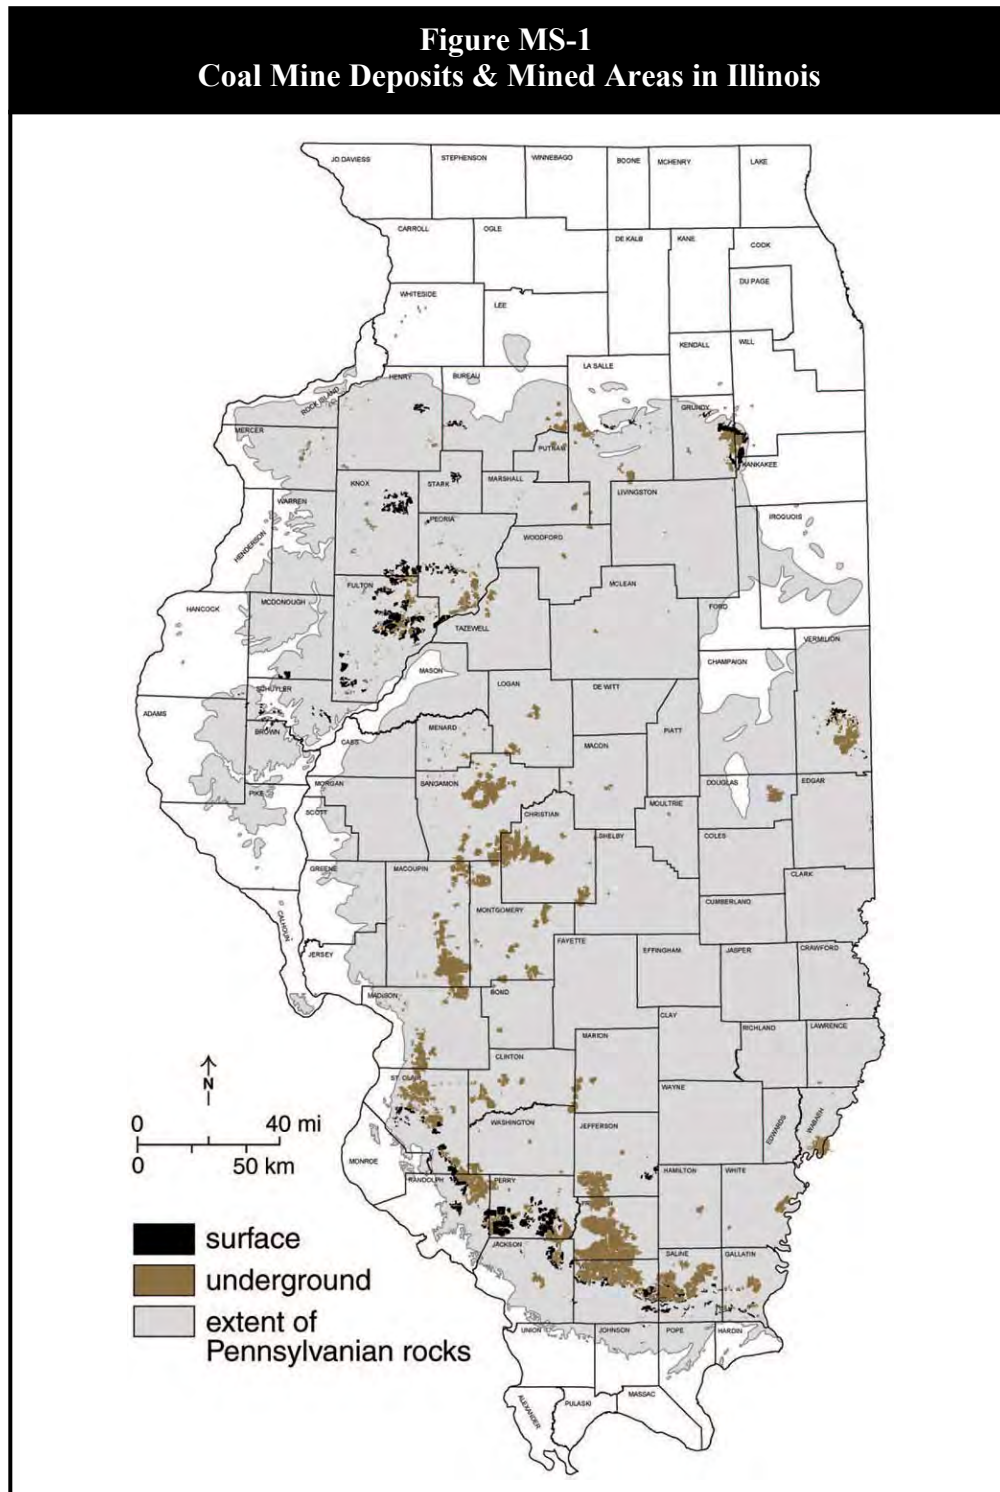 Figure MS-1
Coal Mine Deposits & Mined Areas in Illinois
JO DAVIESS
STEPHENSON
WINNEBAGO
BOONE
MCHENRY
LAKE
CARROLL
OGLE
DE KALB
KANE
COOK
DU PAGE
WHITESIDE
LEE
KENDALL
WILL
LA SALLE
HENRY
BUREAU
ROCK ISLAND
GRUNDY
MERCER
PUTNAM
KANKAKEE
KNOX
STARK
MARSHALL
LIVINGSTON
WARREN
PEORIA
IROQUOIS
WOODFORD
HENDERSON
FULTON
MCLEAN
HANCOCK
MCDONOUGH
FORD
TAZEWELL
VERMILION
CHAMPAIGN
MASON
SCHUYLER
LOGAN
DE WITT
ADAMS
BROWN
MENARD
PIATT
CASS
MACON
MORGAN
SANGAMON
DOUGLAS
EDGAR
PIKE
SCOTT
CHRISTIAN
MOULTRIE
SHELBY
COLES
GREENE
MACOUPIN
CLARK
CUMBERLAND
CALHOUN
MONTGOMERY
FAYETTE
EFFINGHAM
JASPER
CRAWFORD
JERSEY
MADISON
BOND
CLAY
RICHLAND
LAWRENCE
MARION
CLINTON
ST. CLAIR
WAYNE
N
0 40 mi
0 50 km
WASHINGTON
JEFFERSON
EDWARDS
WABASH
MONROE
RANDOLPH
PERRY
HAMILTON
WHITE
surface
JACKSON
SALINE
GALLATIN
underground
extent of
Pennsylvanian rocks
UNION
JOHNSON
POPE
HARDIN
ALEXANDER
PULASKI
MASSAC